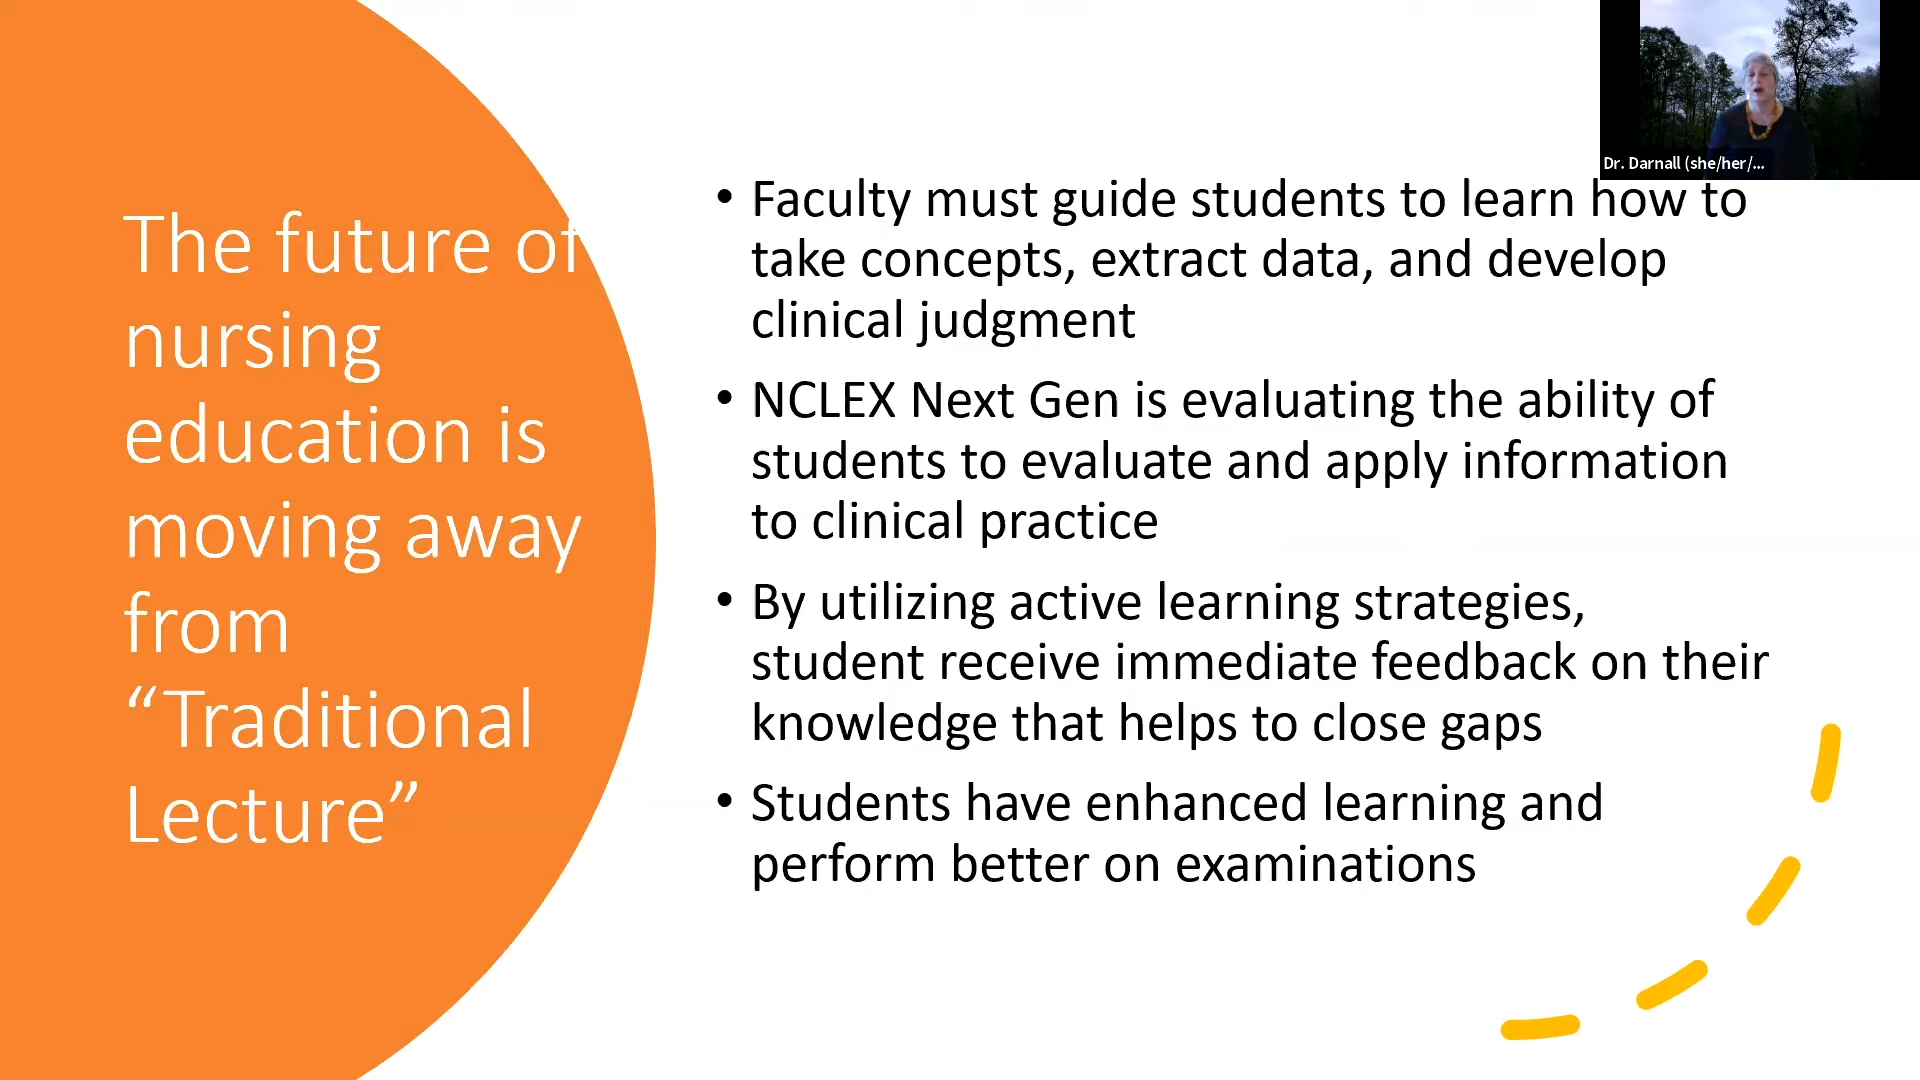 The future of
nursing
education is
moving away
from
“Traditional
Lecture”
Dr. Darnall (she/her/...
• Faculty must guide students to learn how to
take concepts, extract data, and develop
clinical judgment
• NCLEX Next Gen is evaluating the ability of
students to evaluate and apply information
to clinical practice
• By utilizing active learning strategies,
student receive immediate feedback on their
knowledge that helps to close gaps
• Students have enhanced learning and
perform better on examinations